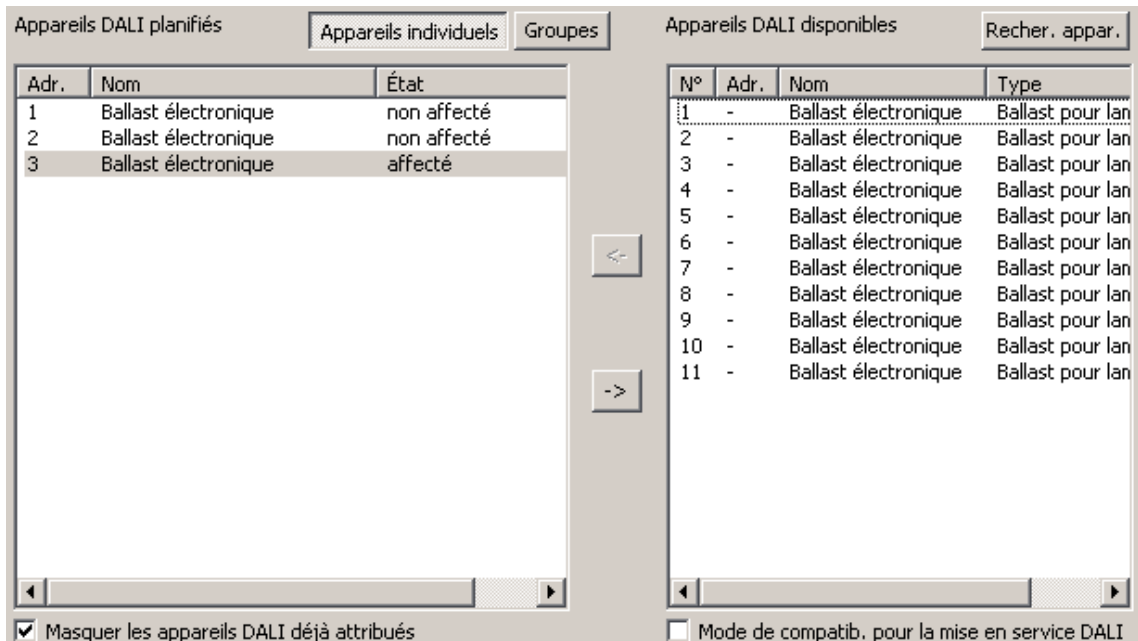 Appareils DALI planifiés
Appareils individuels
Groupes
Adr. Nom État
1 Ballast électronique non affecté
2 Ballast électronique non affecté
3 Ballast électronique affecté
Masquer les appareils DALI déjà attribués
<-
->
Appareils DALI disponibles
Recher. appar.
N° Adr. Nom Type
1 - Ballast électronique Ballast pour lan
2 - Ballast électronique Ballast pour lan
3 - Ballast électronique Ballast pour lan
4 - Ballast électronique Ballast pour lan
5 - Ballast électronique Ballast pour lan
6 - Ballast électronique Ballast pour lan
7 - Ballast électronique Ballast pour lan
8 - Ballast électronique Ballast pour lan
9 - Ballast électronique Ballast pour lan
10 - Ballast électronique Ballast pour lan
11 - Ballast électronique Ballast pour lan
Mode de compatib. pour la mise en service DALI